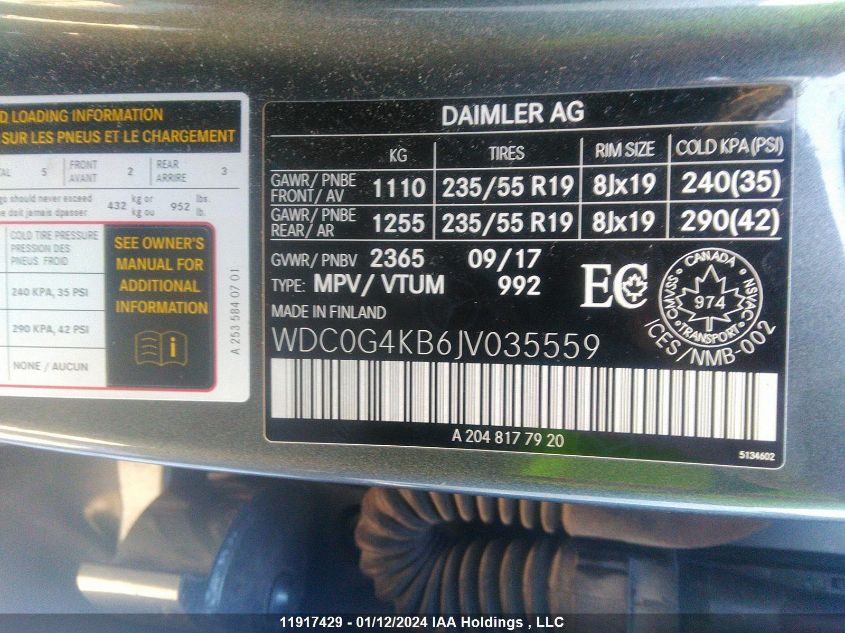 D LOADING INFORMATION
SUR LES PNEUS ET LE CHARGEMENT
TAL 5 FRONT AVANT 2 REAR ARRIRE 3
go should never exceed
e doit jamais dpasser 432 kg or kg ou 952 lbs. lb.
COLD TIRE PRESSURE
PRESSION DES
PNEUS FROID
240 KPA, 35 PSI
290 KPA, 42 PSI
NONE / AUCUN
SEE OWNER'S
MANUAL FOR
ADDITIONAL
INFORMATION
A 253 584 07 01
DAIMLER AG
KG TIRES RIM SIZE COLD KPA (PSI)
GAWR/ PNBE
FRONT/ AV 1110 235/55 R19 8Jx19 240(35)
GAWR/ PNBE
REAR/ AR 1255 235/55 R19 8Jx19 290(42)
GVWR/ PNBV 2365 09/17
TYPE: MPV/ VTUM 992
MADE IN FINLAND
WDC0G4KB6JV035559
EC
CANADA
CMVSS
NSVAC
974
TRANSPORT
ICES/NMB-002
A 204 817 79 20
5134602
11917429 - 01/12/2024 IAA Holdings , LLC